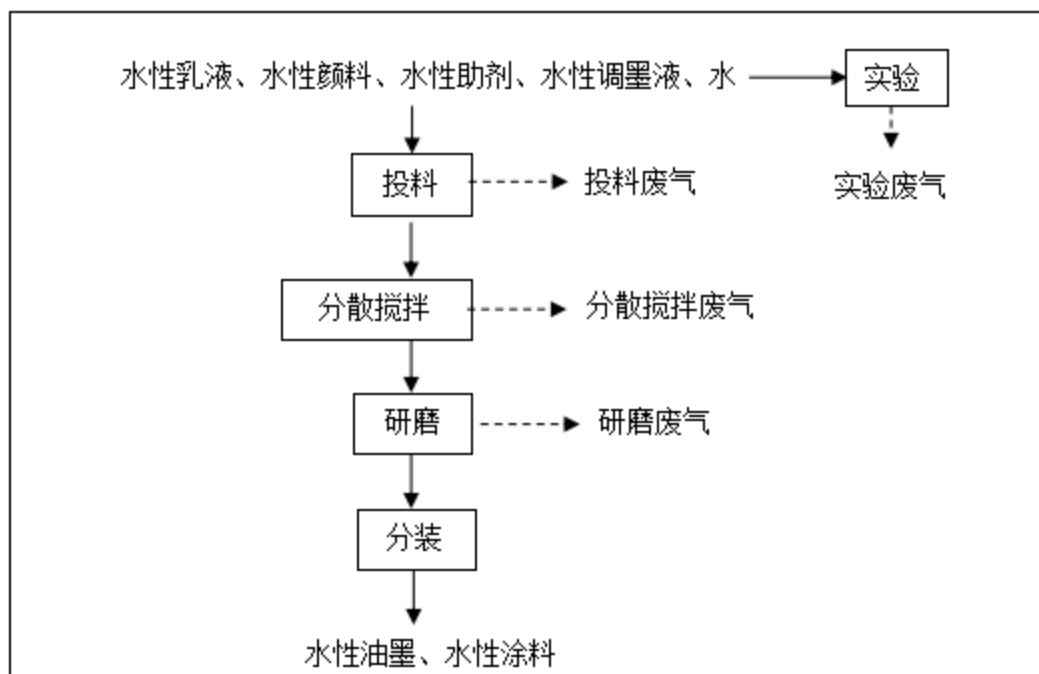 水性乳液、水性颜料、水性助剂、水性调墨液、水
实验
投料
投料废气
实验废气
分散搅拌
分散搅拌废气
研磨
研磨废气
分装
水性油墨、水性涂料